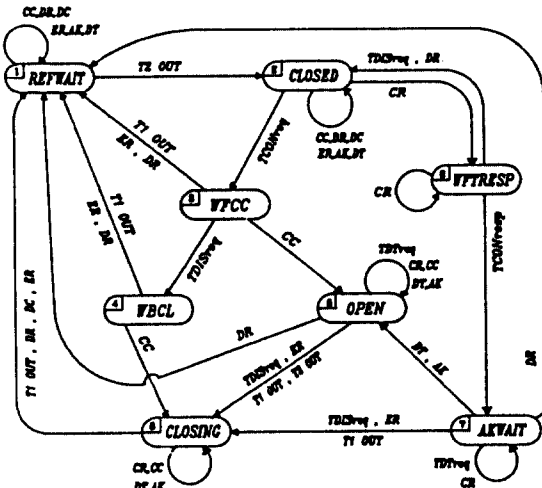 CC,DR,DC
ER,AK,DT
1 REFWAIT
T2 OUT
2 CLOSED
TDISreq , DR
CR
CC,DR,DC
ER,AK,DT
T1 OUT
ER , DR
TCONreq
CR
WFTRESP
T1 OUT
ER , DR
3 WFCC
TCONresp
TDISreq
CC
TDTreq
CR,CC
DT,AK
4 WBCL
OPEN
DR
CC
TDISreq , ER
T1 OUT , T3 OUT
DT , AK
DR
T1 OUT , DR , DC , ER
CLOSING
TDISreq , ER
T1 OUT
7 AKWAIT
CR,CC
DT,AK
TDTreq
CR